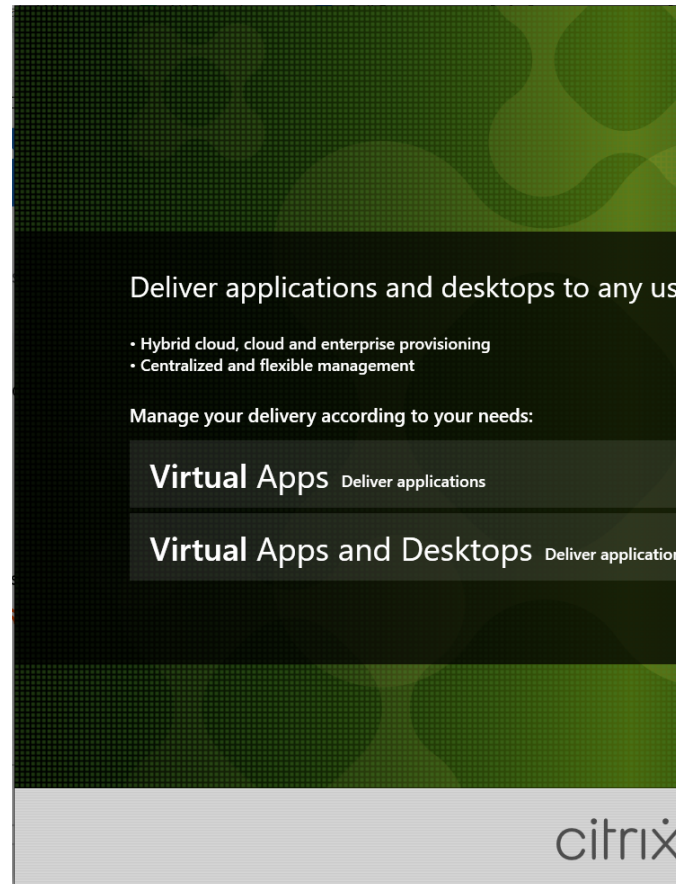 Deliver applications and desktops to any us
• Hybrid cloud, cloud and enterprise provisioning
• Centralized and flexible management
Manage your delivery according to your needs:
Virtual Apps Deliver applications
Virtual Apps and Desktops Deliver application
citrix